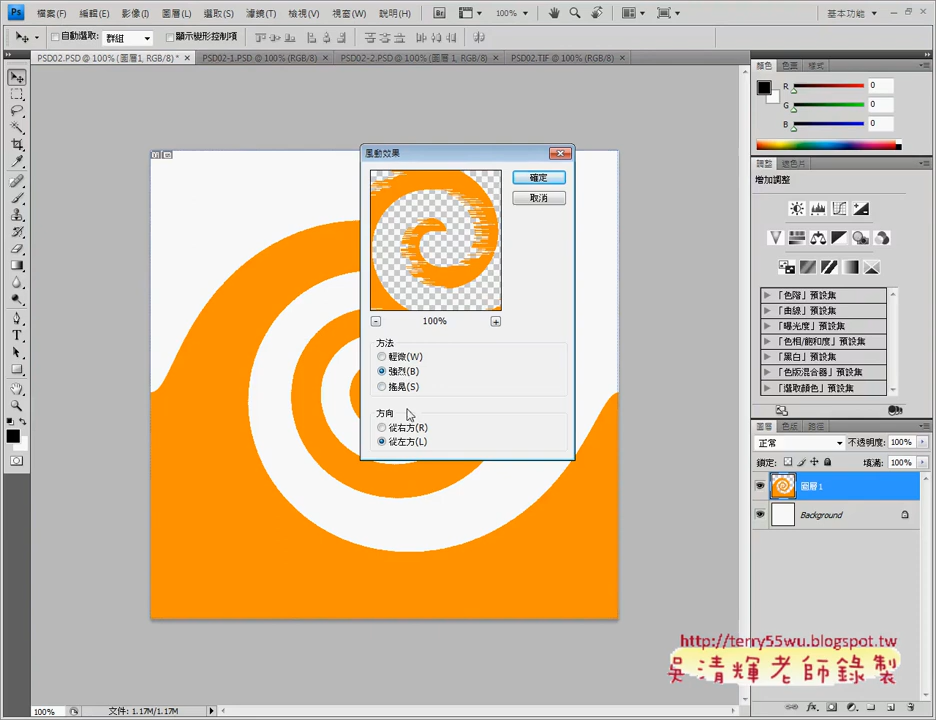 Ps 檔案(F) 編輯(E) 影像(I) 圖層(L) 選取(S) 濾鏡(T) 檢視(V) 視窗(W) 說明(H) Br 100% 基本功能
自動選取: 群組 顯示變形控制項
PSD02.PSD @ 100% (圖層1, RGB/8) * PSD02-1.PSD @ 100% (RGB/8) PSD02-2.PSD @ 100% (圖層 1, RGB/8) PSD02.TIF @ 100% (RGB/8)
顏色 色票 樣式
R 0
G 0
B 0
調整 遮色片
增加調整
「色階」預設集
「曲線」預設集
「曝光度」預設集
「色相/飽和度」預設集
「黑白」預設集
「色版混合器」預設集
「選取顏色」預設集
風動效果
確定
取消
100%
方法
輕微(W)
強烈(B)
搖晃(S)
方向
從右方(R)
從左方(L)
圖層 色版 路徑
正常 不透明度: 100%
鎖定: 填滿: 100%
圖層 1
Background
http://terry55wu.blogspot.tw
吳清輝老師錄製
100% 文件: 1.17M/1.17M